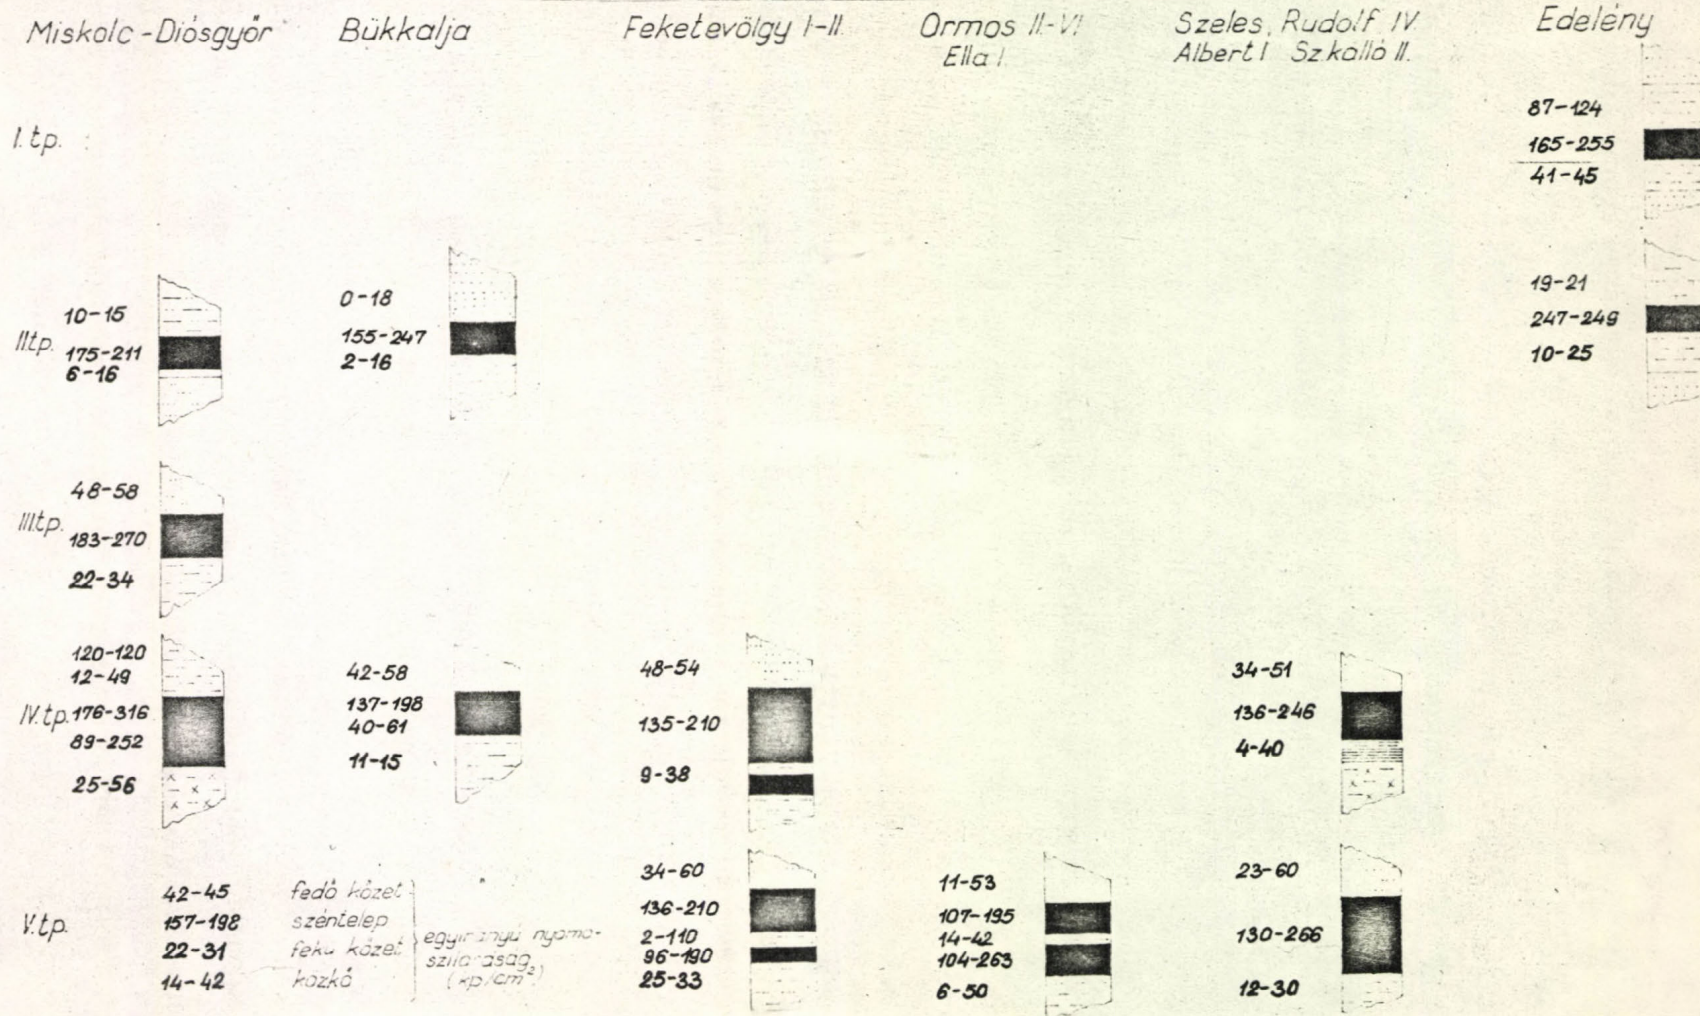 Miskolc-Diósgyőr
Bükkalja
Feketevölgy I-II.
Ormos II-VI
Ella I.
Szeles, Rudolf IV.
Albert I Sz.kálló II.
Edelény
I. tp.
87-124
165-255
41-45
II.tp.
10-15
175-211
6-16
0-18
155-247
2-16
19-21
247-249
10-25
III.tp.
48-58
183-270
22-34
IV.tp.
120-120
12-49
176-316
89-252
25-56
42-58
137-198
40-61
11-15
48-54
135-210
9-38
34-51
136-246
4-40
V.tp.
42-45 fedő kőzet
157-198 széntelep
22-31 fekü kőzet
14-42 közkő
egyirányú nyomó-
szilárdság
(kp/cm²)
34-60
136-210
2-110
96-190
25-33
11-53
107-195
14-42
104-263
6-50
23-60
130-266
12-30